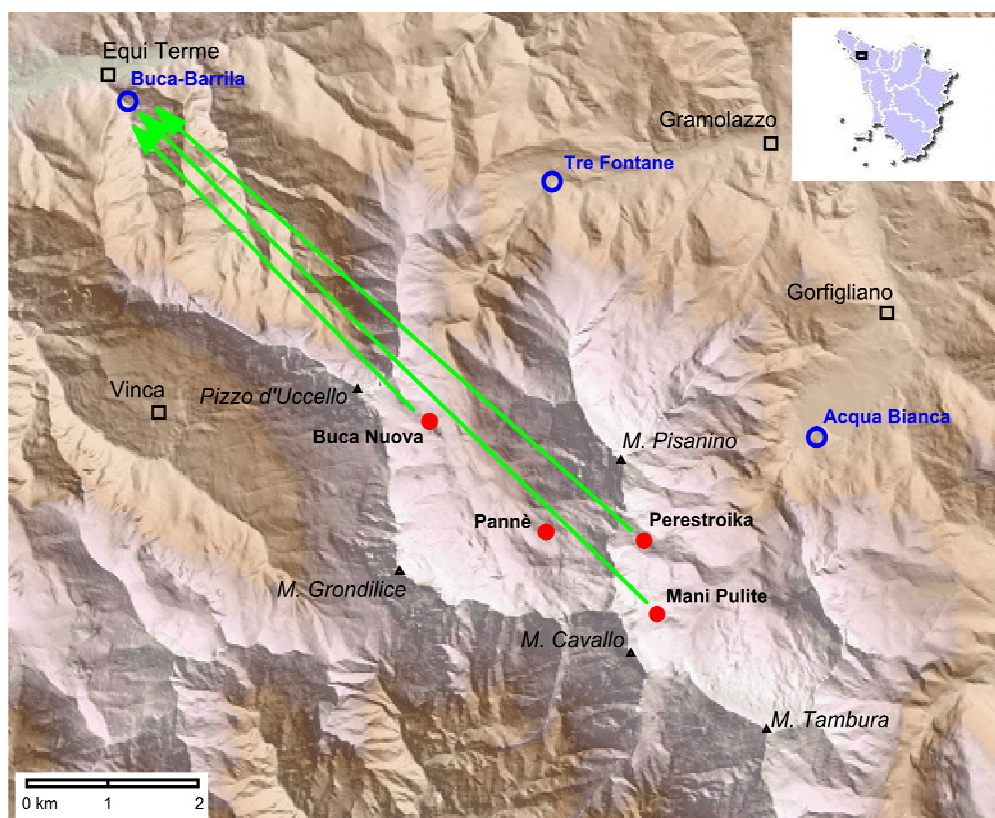 Equi Terme
Buca-Barrila
Gramolazzo
Tre Fontane
Gorfigliano
Vinca
Pizzo d'Uccello
Acqua Bianca
Buca Nuova
M. Pisanino
Pannè
Perestroika
M. Grondilice
Mani Pulite
M. Cavallo
M. Tambura
0 km 1 2